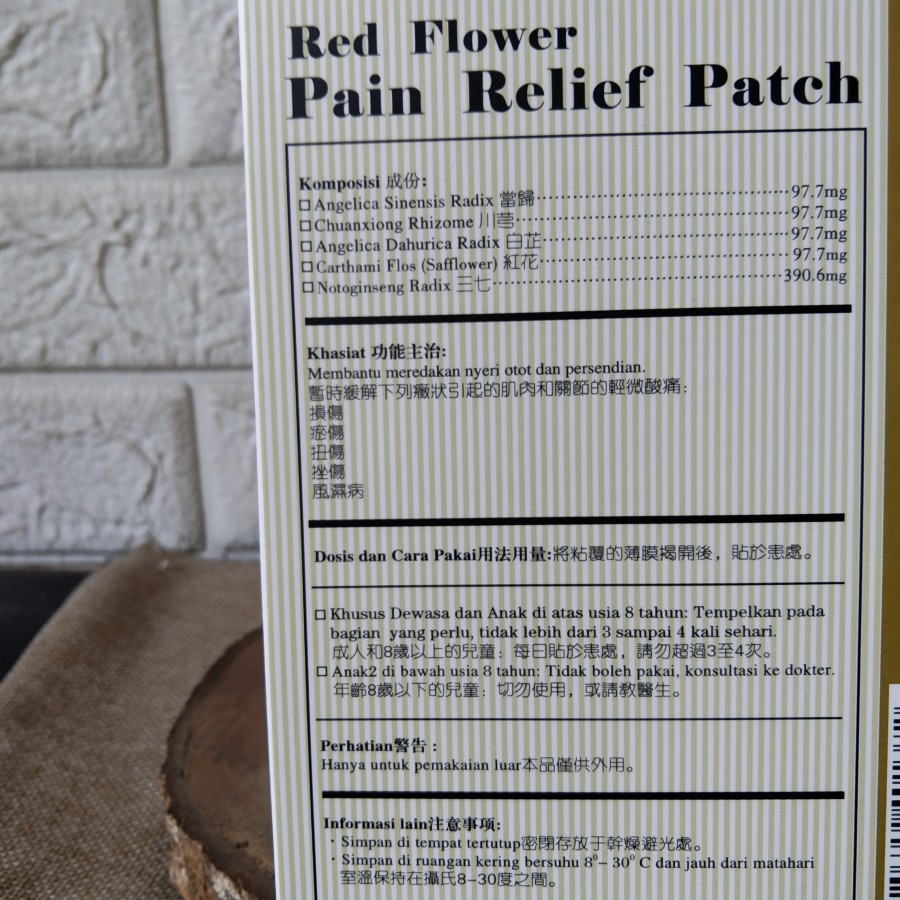 Red Flower
Pain Relief Patch
Komposisi 成份:
□ Angelica Sinensis Radix 當歸 ........ 97.7mg
□ Chuanxiong Rhizome 川芎 ........ 97.7mg
□ Angelica Dahurica Radix 白芷 ........ 97.7mg
□ Carthami Flos (Safflower) 紅花 ........ 97.7mg
□ Notoginseng Radix 三七 ........ 390.6mg
Khasiat 功能主治:
Membantu meredakan nyeri otot dan persendian.
暫時緩解下列癥狀引起的肌肉和關節的輕微酸痛:
損傷
瘀傷
扭傷
挫傷
風濕病
Dosis dan Cara Pakai用法用量:將粘覆的薄膜揭開後，貼於患處。
□ Khusus Dewasa dan Anak di atas usia 8 tahun: Tempelkan pada
bagian yang perlu, tidak lebih dari 3 sampai 4 kali sehari.
成人和8歲以上的兒童：每日貼於患處，請勿超過3至4次。
□ Anak2 di bawah usia 8 tahun: Tidak boleh pakai, konsultasi ke dokter.
年齡8歲以下的兒童：切勿使用，或請教醫生。
Perhatian警告：
Hanya untuk pemakaian luar本品僅供外用。
Informasi lain注意事项:
· Simpan di tempat tertutup密閉存放于幹燥避光處。
· Simpan di ruangan kering bersuhu 8⁰– 30⁰ C dan jauh dari matahari
室溫保持在攝氏8–30度之間。